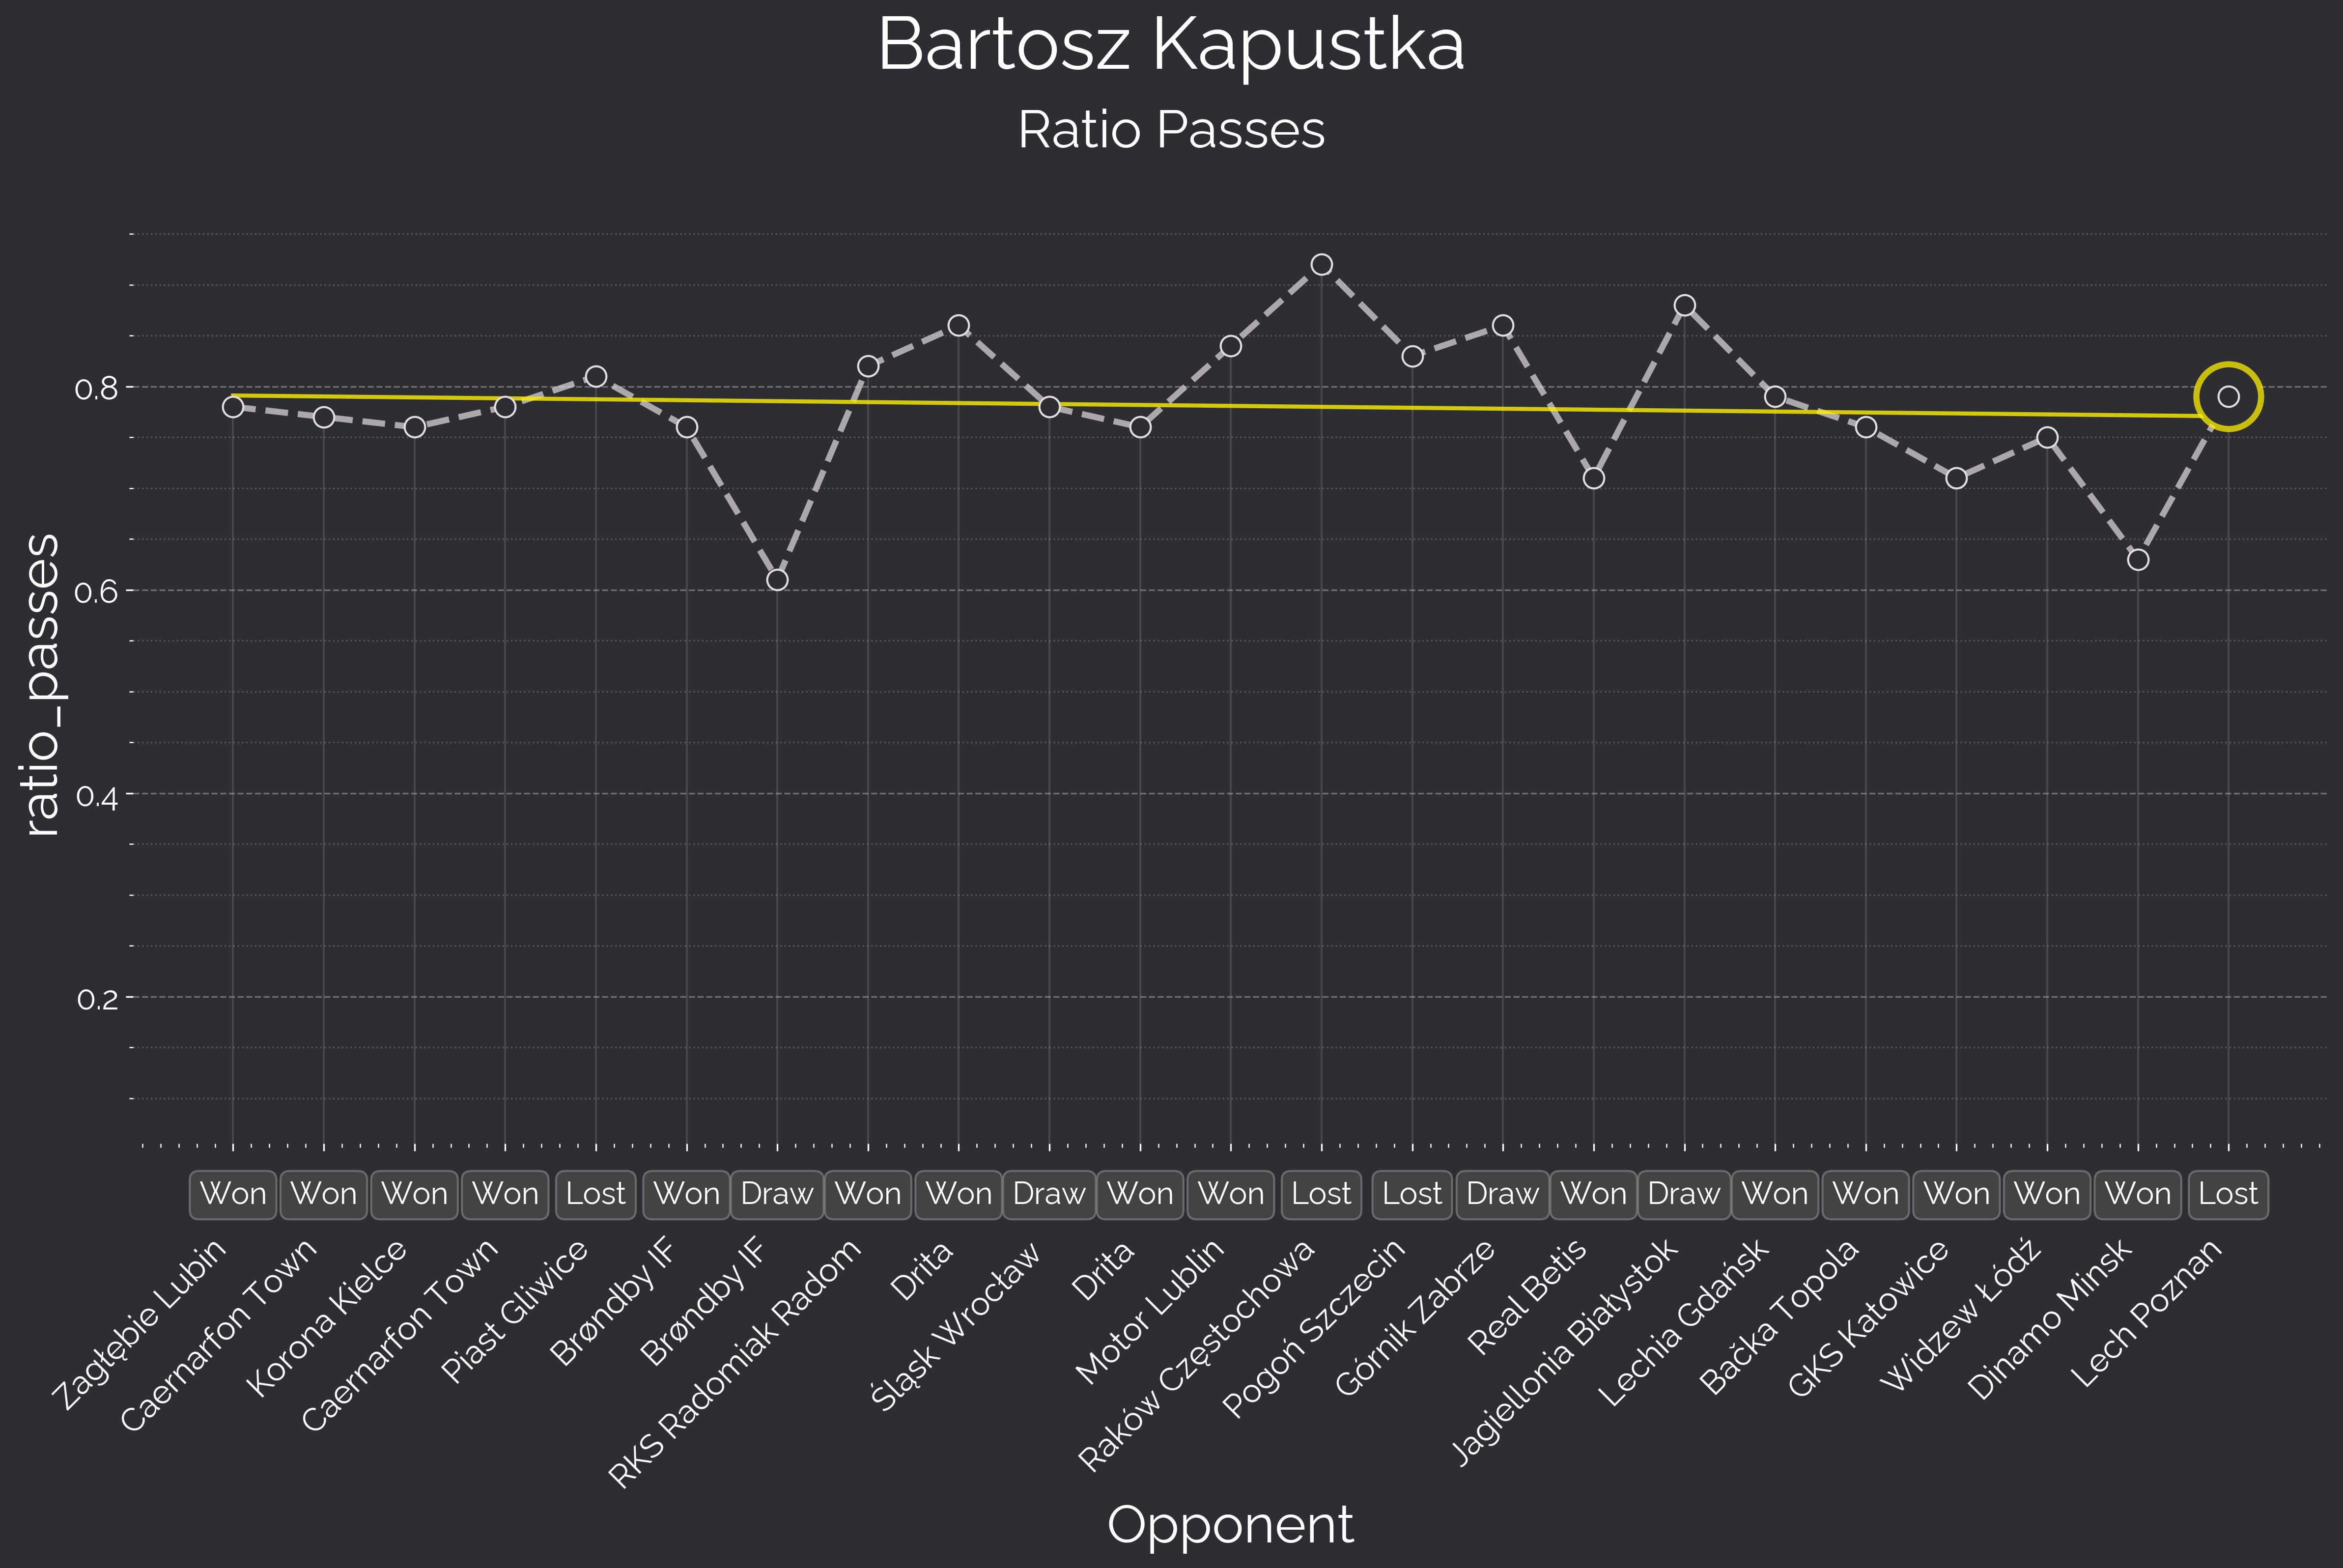 Bartosz Kapustka
Ratio Passes
ratio_passes
0.8
0.6
0.4
0.2
Won Won Won Won Lost Won Draw Won Won Draw Won Won Lost Lost Draw Won Draw Won Won Won Won Won Lost
Zagłębie Lubin
Caernarfon Town
Korona Kielce
Caernarfon Town
Piast Gliwice
Brøndby IF
Brøndby IF
RKS Radomiak Radom
Drita
Śląsk Wrocław
Drita
Motor Lublin
Raków Częstochowa
Pogoń Szczecin
Górnik Zabrze
Real Betis
Jagiellonia Białystok
Lechia Gdańsk
Bačka Topola
GKS Katowice
Widzew Łódź
Dinamo Minsk
Lech Poznan
Opponent